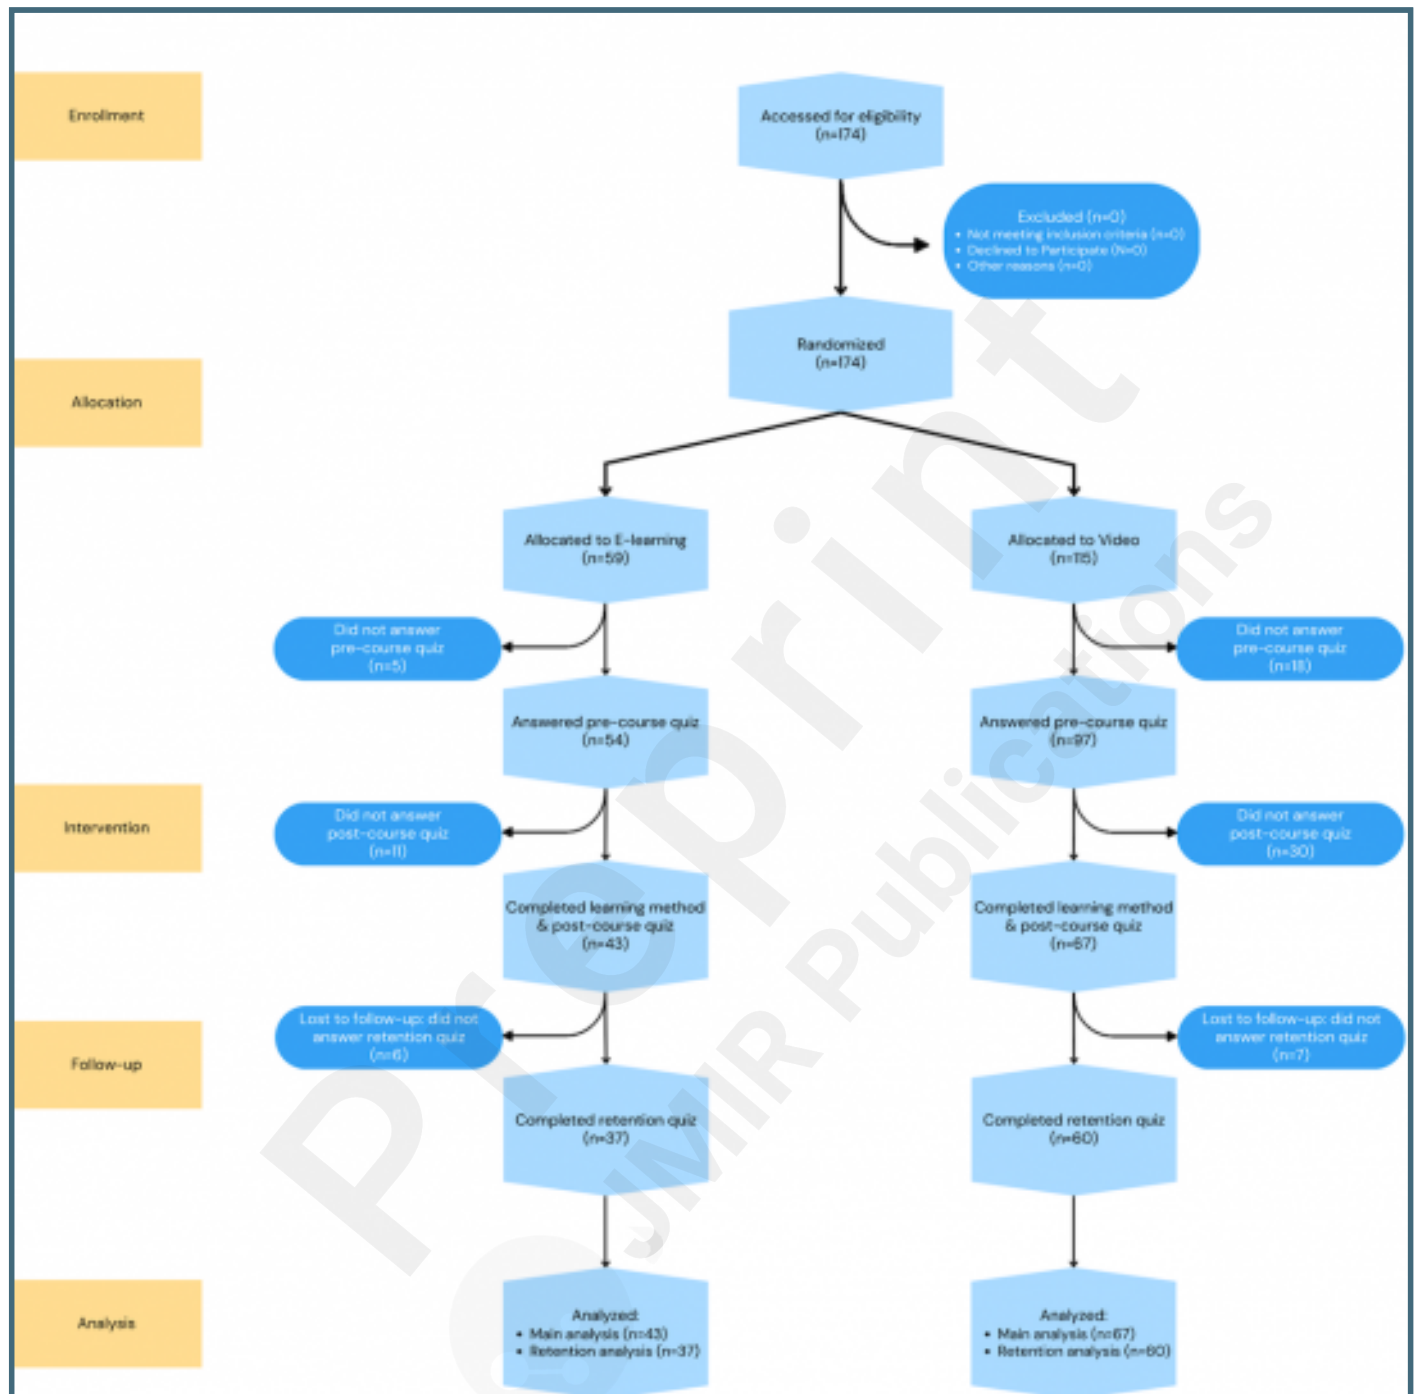 Enrollment
Accessed for eligibility
(n=174)
Excluded (n=0)
• Not meeting inclusion criteria (n=0)
• Declined to Participate (N=0)
• Other reasons (n=0)
Randomized
(n=174)
Allocation
Allocated to E-learning
(n=59)
Allocated to Video
(n=115)
Did not answer
pre-course quiz
(n=5)
Did not answer
pre-course quiz
(n=18)
Answered pre-course quiz
(n=54)
Answered pre-course quiz
(n=97)
Intervention
Did not answer
post-course quiz
(n=11)
Did not answer
post-course quiz
(n=30)
Completed learning method
& post-course quiz
(n=43)
Completed learning method
& post-course quiz
(n=67)
Follow-up
Lost to follow-up: did not
answer retention quiz
(n=6)
Lost to follow-up: did not
answer retention quiz
(n=7)
Completed retention quiz
(n=37)
Completed retention quiz
(n=60)
Analysis
Analyzed:
• Main analysis (n=43)
• Retention analysis (n=37)
Analyzed:
• Main analysis (n=67)
• Retention analysis (n=60)
Preprint
JMIR Publications